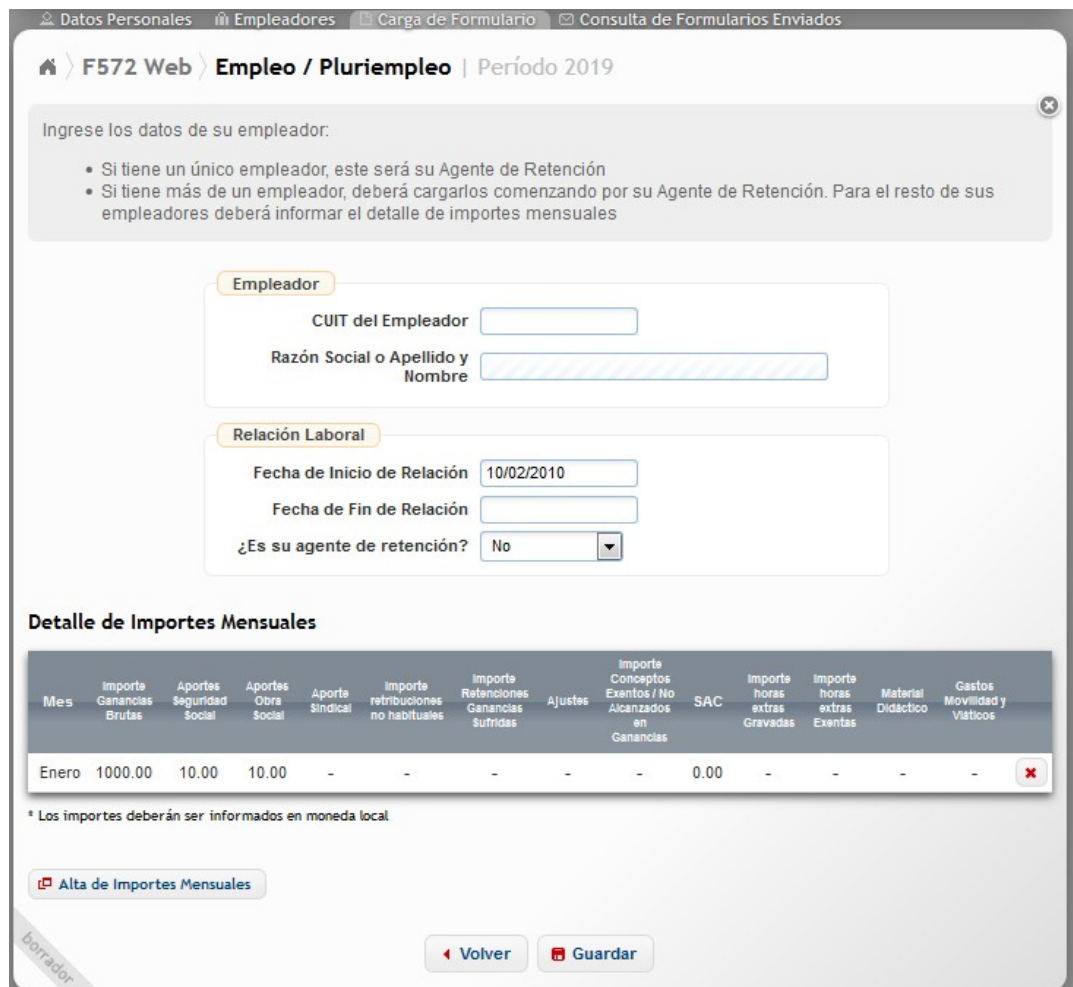 Datos Personales Empleadores Carga de Formulario Consulta de Formularios Enviados
F572 Web Empleo / Pluriempleo | Período 2019
Ingrese los datos de su empleador:
• Si tiene un único empleador, este será su Agente de Retención
• Si tiene más de un empleador, deberá cargarlos comenzando por su Agente de Retención. Para el resto de sus
empleadores deberá informar el detalle de importes mensuales
Empleador
CUIT del Empleador
Razón Social o Apellido y
Nombre
Relación Laboral
Fecha de Inicio de Relación 10/02/2010
Fecha de Fin de Relación
¿Es su agente de retención? No
Detalle de Importes Mensuales
Mes
Importe
Ganancias
Brutas
Aportes
Seguridad
Social
Aportes
Obra
Social
Aporte
Sindical
Importe
retribuciones
no habituales
Importe
Retenciones
Ganancias
Sufridas
Ajustes
Importe
Conceptos
Exentos / No
Alcanzados
en
Ganancias
SAC
Importe
horas
extras
Gravadas
Importe
horas
extras
Exentas
Material
Didáctico
Gastos
Movilidad y
Viáticos
Enero 1000.00 10.00 10.00 - - - - - 0.00 - - - -
* Los importes deberán ser informados en moneda local
Alta de Importes Mensuales
borrador
Volver Guardar